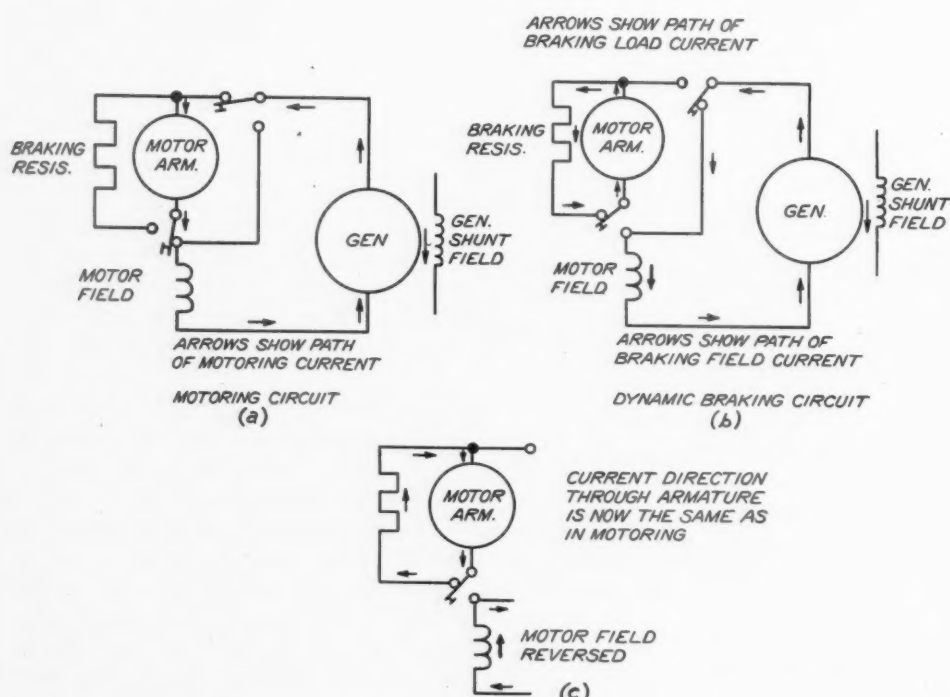 ARROWS SHOW PATH OF
BRAKING LOAD CURRENT
BRAKING
RESIS.
MOTOR
ARM.
GEN
GEN.
SHUNT
FIELD
MOTOR
FIELD
ARROWS SHOW PATH
OF MOTORING CURRENT
MOTORING CIRCUIT
(a)
BRAKING
RESIS.
MOTOR
ARM.
GEN.
GEN.
SHUNT
FIELD
MOTOR
FIELD
ARROWS SHOW PATH OF
BRAKING FIELD CURRENT
DYNAMIC BRAKING CIRCUIT
(b)
MOTOR
ARM.
CURRENT DIRECTION
THROUGH ARMATURE
IS NOW THE SAME AS
IN MOTORING
MOTOR FIELD
REVERSED
(c)